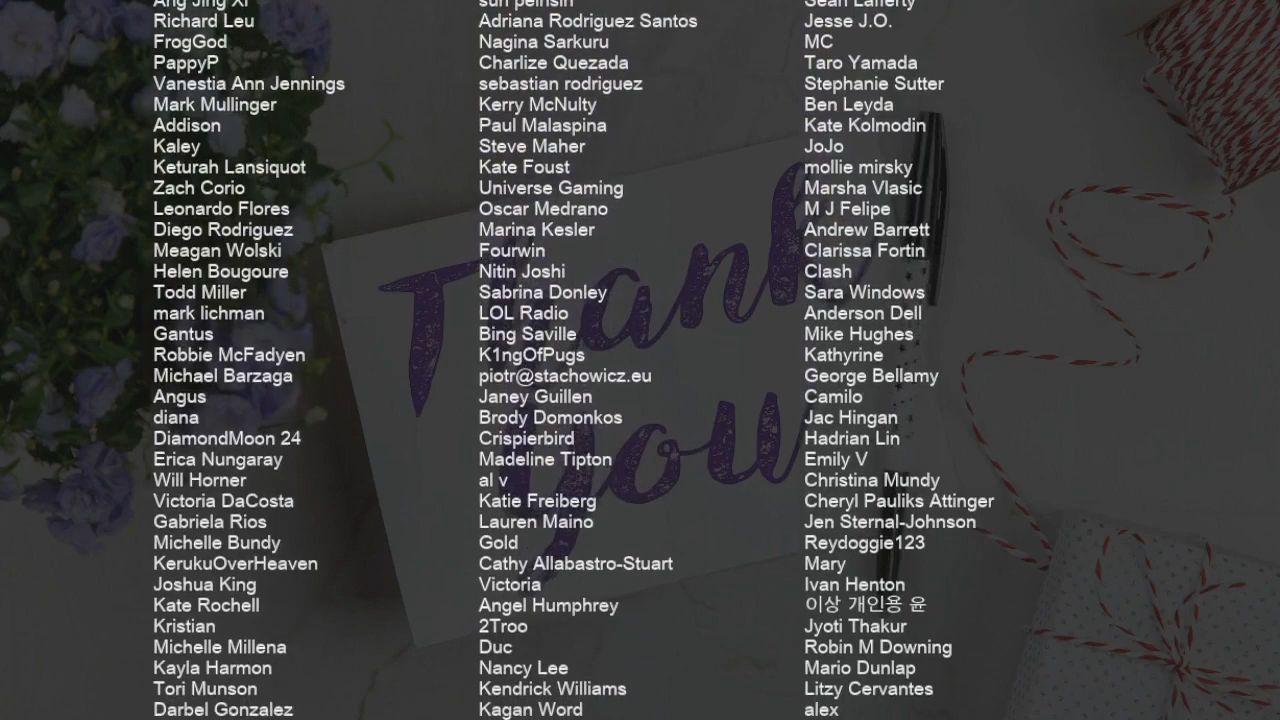 Ang Jing Xi
Richard Leu
FrogGod
PappyP
Vanestia Ann Jennings
Mark Mullinger
Addison
Kaley
Keturah Lansiquot
Zach Corio
Leonardo Flores
Diego Rodriguez
Meagan Wolski
Helen Bougoure
Todd Miller
mark lichman
Gantus
Robbie McFadyen
Michael Barzaga
Angus
diana
DiamondMoon 24
Erica Nungaray
Will Horner
Victoria DaCosta
Gabriela Rios
Michelle Bundy
KerukuOverHeaven
Joshua King
Kate Rochell
Kristian
Michelle Millena
Kayla Harmon
Tori Munson
Darbel Gonzalez
sun peinsin
Adriana Rodriguez Santos
Nagina Sarkuru
Charlize Quezada
sebastian rodriguez
Kerry McNulty
Paul Malaspina
Steve Maher
Kate Foust
Universe Gaming
Oscar Medrano
Marina Kesler
Fourwin
Nitin Joshi
Sabrina Donley
LOL Radio
Bing Saville
K1ngOfPugs
piotr@stachowicz.eu
Janey Guillen
Brody Domonkos
Crispierbird
Madeline Tipton
al v
Katie Freiberg
Lauren Maino
Gold
Cathy Allabastro-Stuart
Victoria
Angel Humphrey
2Troo
Duc
Nancy Lee
Kendrick Williams
Kagan Word
Sean Lafferty
Jesse J.O.
MC
Taro Yamada
Stephanie Sutter
Ben Leyda
Kate Kolmodin
JoJo
mollie mirsky
Marsha Vlasic
M J Felipe
Andrew Barrett
Clarissa Fortin
Clash
Sara Windows
Anderson Dell
Mike Hughes
Kathyrine
George Bellamy
Camilo
Jac Hingan
Hadrian Lin
Emily V
Christina Mundy
Cheryl Pauliks Attinger
Jen Sternal-Johnson
Reydoggie123
Mary
Ivan Henton
이상 개인용 윤
Jyoti Thakur
Robin M Downing
Mario Dunlap
Litzy Cervantes
alex
Thank
you